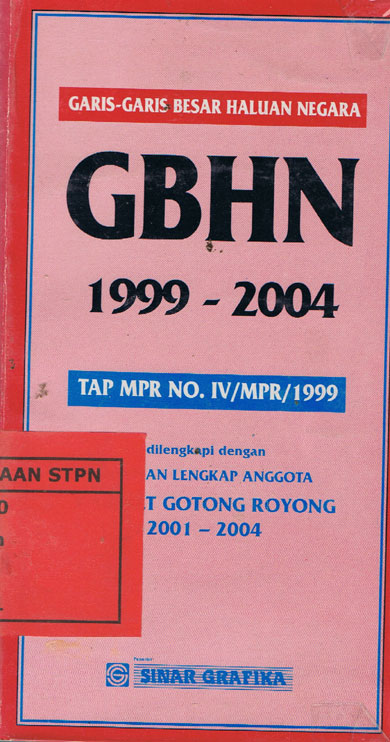 GARIS-GARIS BESAR HALUAN NEGARA
GBHN
1999 - 2004
TAP MPR NO. IV/MPR/1999
dilengkapi dengan
AN LENGKAP ANGGOTA
T GOTONG ROYONG
2001 – 2004
AAN STPN
SINAR GRAFIKA